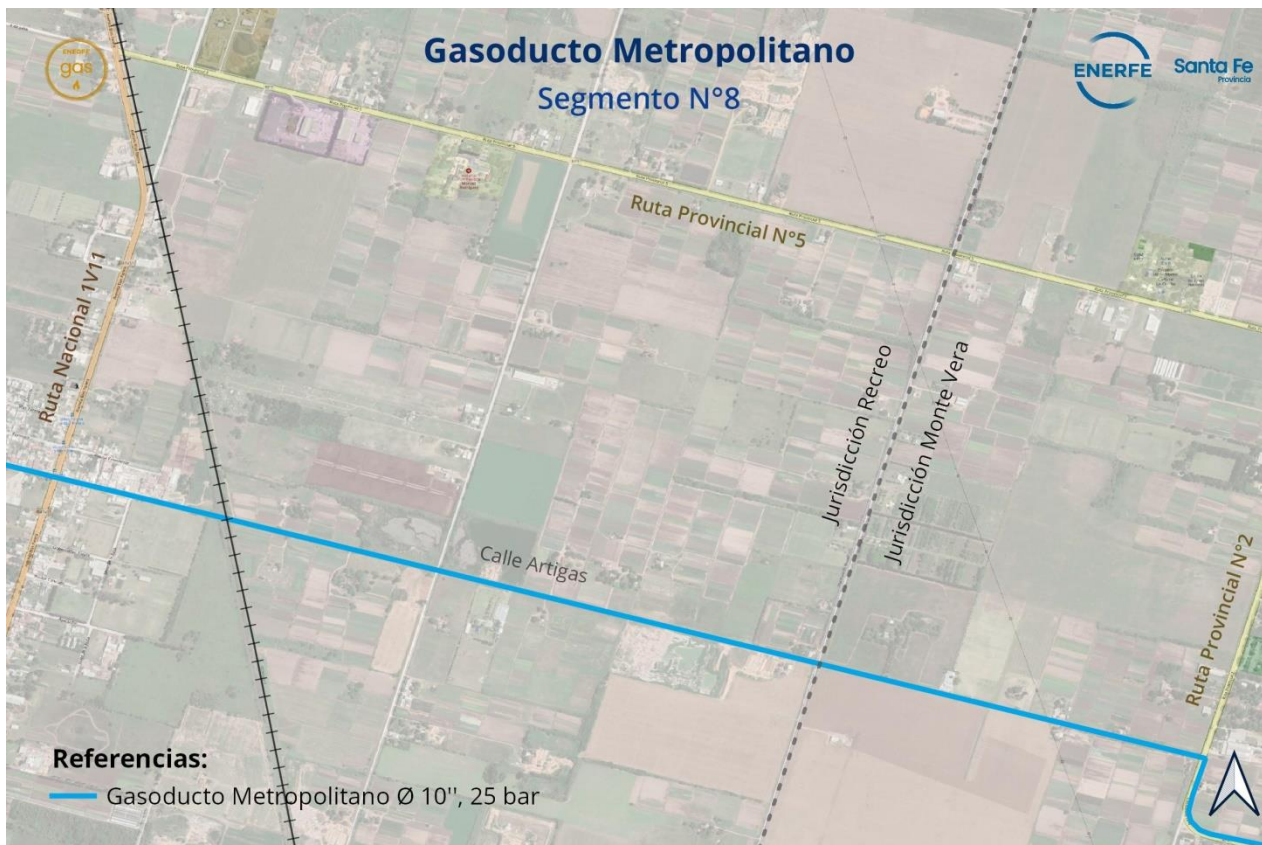 Gasoducto Metropolitano
Segmento N°8
ENERFE
gas
ENERFE
Santa Fe
Provincia
Ruta Provincial N°5
Ruta Nacional 1V11
Jurisdicción Recreo
Jurisdicción Monte Vera
Calle Artigas
Ruta Provincial N°2
Referencias:
Gasoducto Metropolitano Ø 10'', 25 bar